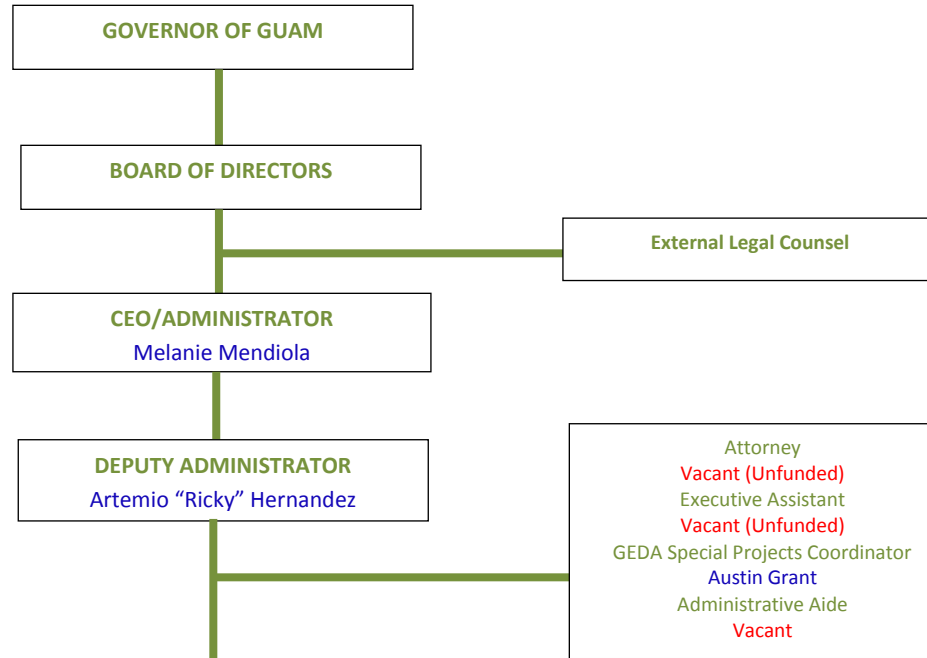 GOVERNOR OF GUAM
BOARD OF DIRECTORS
External Legal Counsel
CEO/ADMINISTRATOR
Melanie Mendiola
DEPUTY ADMINISTRATOR
Artemio “Ricky” Hernandez
Attorney
Vacant (Unfunded)
Executive Assistant
Vacant (Unfunded)
GEDA Special Projects Coordinator
Austin Grant
Administrative Aide
Vacant